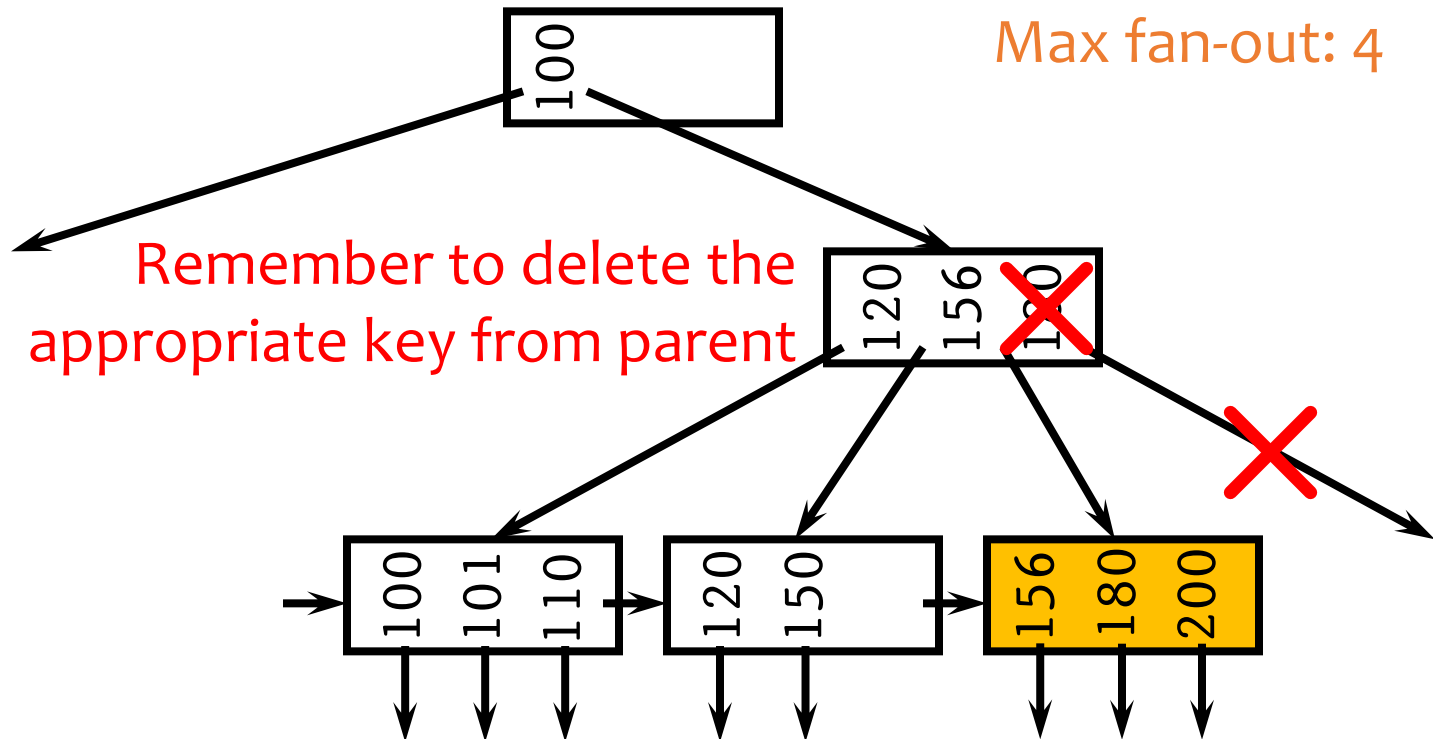 Max fan-out: 4
100
Remember to delete the
appropriate key from parent
120 156
100 101 110 120 150 156 180 200